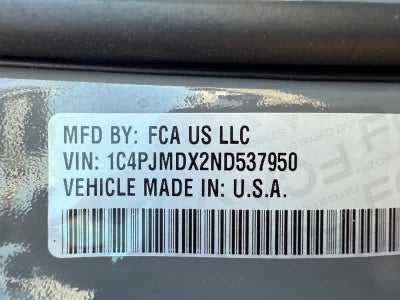 MFD BY: FCA US LLC
VIN: 1C4PJMDX2ND537950
VEHICLE MADE IN: U.S.A.